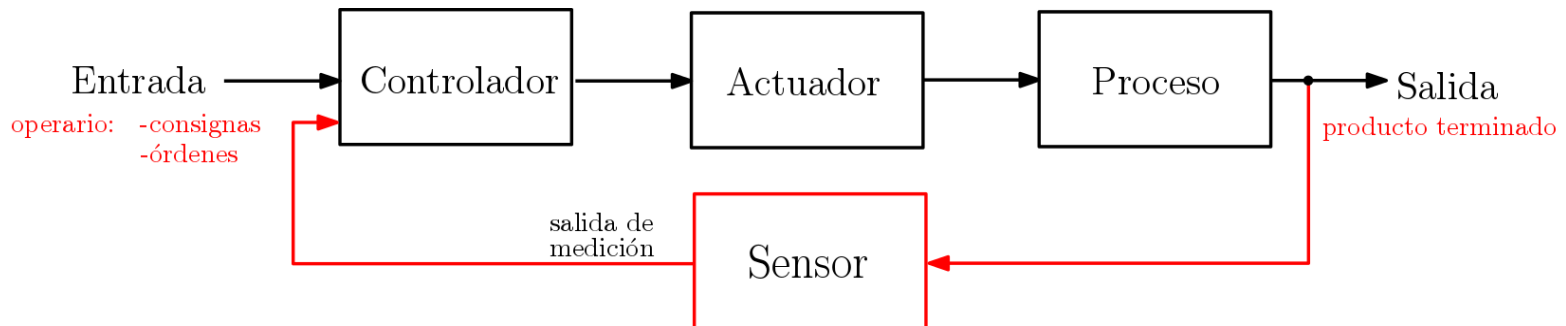 Entrada
operario: -consignas
-órdenes
Controlador
Actuador
Proceso
Salida
producto terminado
salida de
medición
Sensor